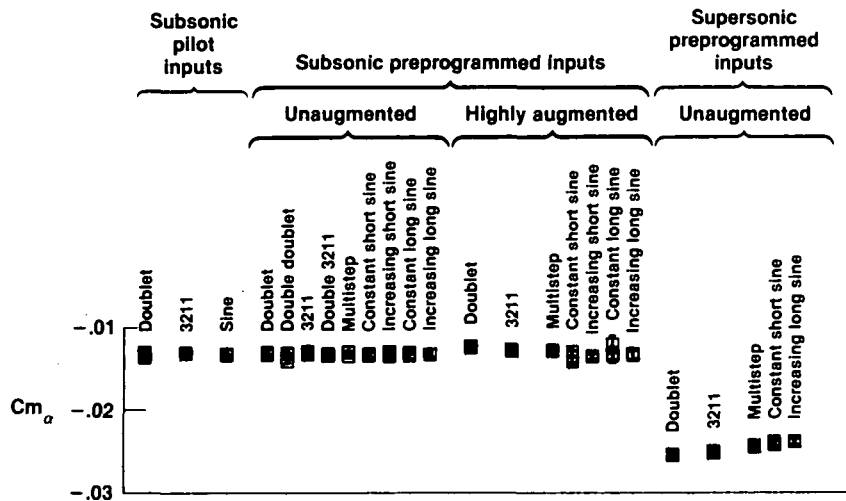 Subsonic
pilot
inputs
Subsonic preprogrammed inputs
Supersonic
preprogrammed
inputs
Unaugmented
Highly augmented
Unaugmented
Doublet
3211
Sine
Doublet
Double doublet
3211
Double 3211
Multistep
Constant short sine
Increasing short sine
Constant long sine
Increasing long sine
Doublet
3211
Multistep
Constant short sine
Increasing short sine
Constant long sine
Increasing long sine
Doublet
3211
Multistep
Constant short sine
Increasing long sine
-.01
Cmα -.02
-.03